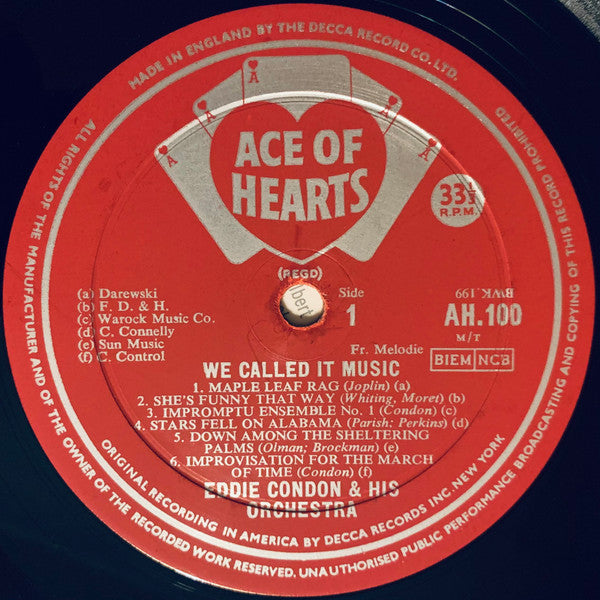 MADE IN ENGLAND BY THE DECCA RECORD CO. LTD.
ALL RIGHTS OF THE MANUFACTURER AND OF THE OWNER OF THE RECORDED WORK RESERVED. UNAUTHORISED PUBLIC PERFORMANCE BROADCASTING AND COPYING OF THIS RECORD PROHIBITED
A
A
A
A
ACE OF
HEARTS
(REGD)
33 1/3
R.P.M.
(a) Darewski
(b) F. D. & H.
(c) Warock Music Co.
(d) C. Connelly
(e) Sun Music
(f) C. Control
lbert
Side
1
BWK.199
AH.100
M/T
Fr. Melodie
BIEM NCB
WE CALLED IT MUSIC
1. MAPLE LEAF RAG (Joplin) (a)
2. SHE'S FUNNY THAT WAY (Whiting, Moret) (b)
3. IMPROMPTU ENSEMBLE No. 1 (Condon) (c)
4. STARS FELL ON ALABAMA (Parish; Perkins) (d)
5. DOWN AMONG THE SHELTERING
PALMS (Olman; Brockman) (e)
6. IMPROVISATION FOR THE MARCH
OF TIME (Condon) (f)
EDDIE CONDON & HIS
ORCHESTRA
ORIGINAL RECORDING IN AMERICA BY DECCA RECORDS INC. NEW YORK